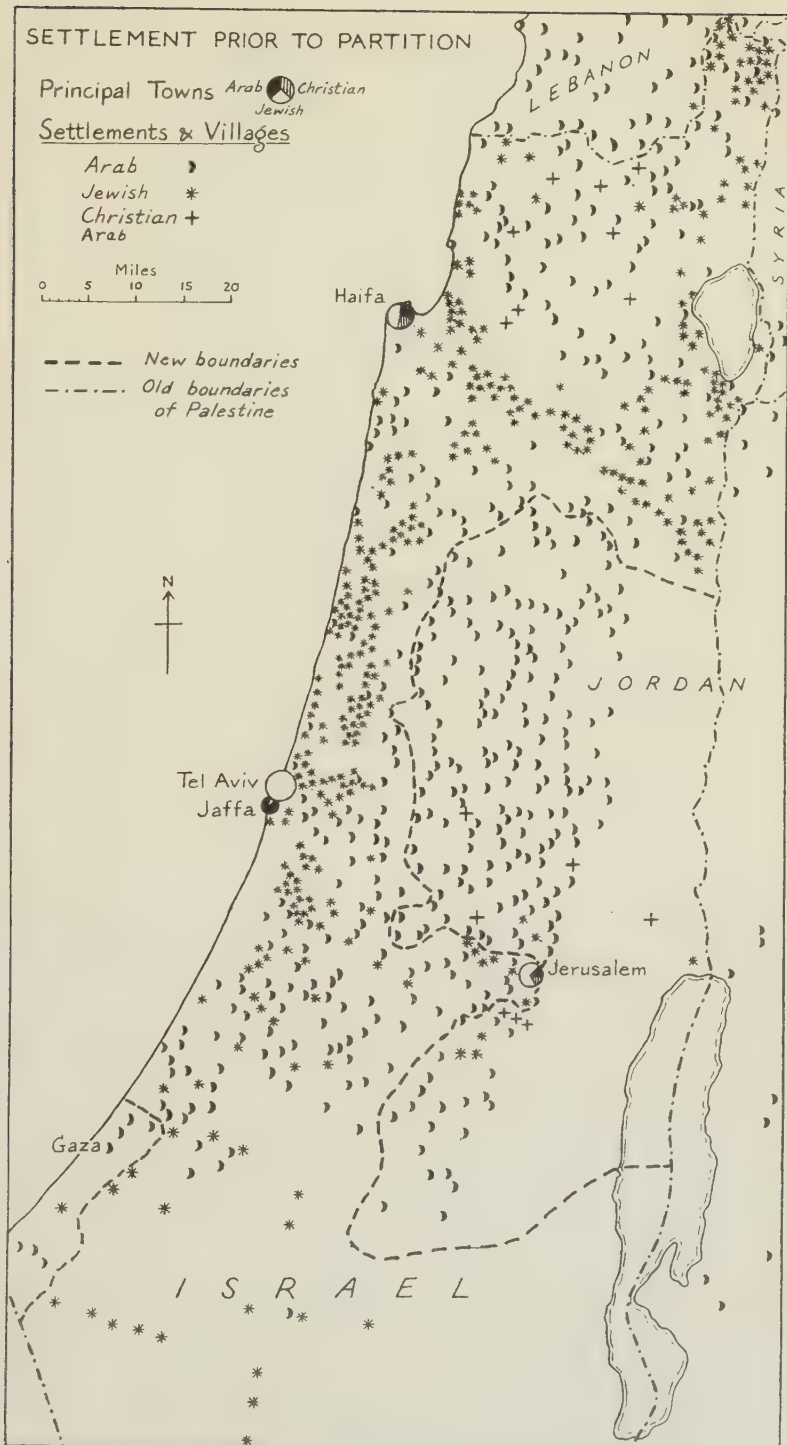 SETTLEMENT PRIOR TO PARTITION
Principal Towns Arab Christian
Jewish
Settlements & Villages
Arab
Jewish
Christian
Arab
Miles
0 5 10 15 20
New boundaries
Old boundaries
of Palestine
LEBANON
SYRIA
Haifa
N
JORDAN
Tel Aviv
Jaffa
Jerusalem
Gaza
ISRAEL